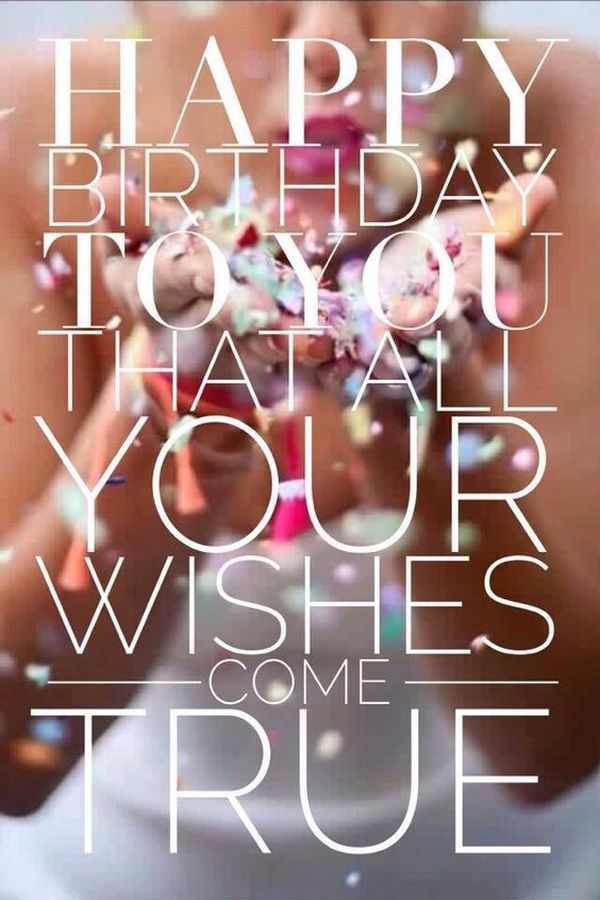 HAPPY
BIRTHDAY
TO YOU
THAT ALL
YOUR
WISHES
COME
TRUE